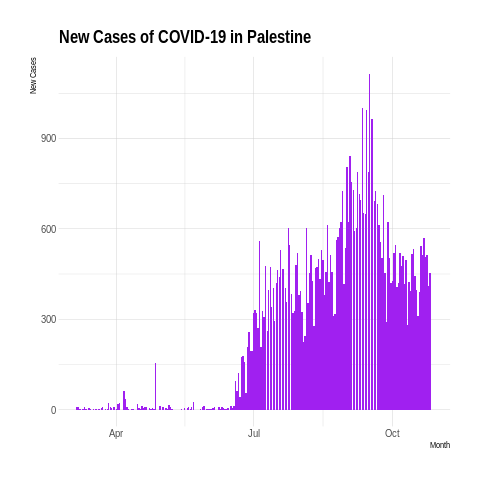 New Cases of COVID-19 in Palestine
New Cases
900
600
300
0
Apr
Jul
Oct
Month